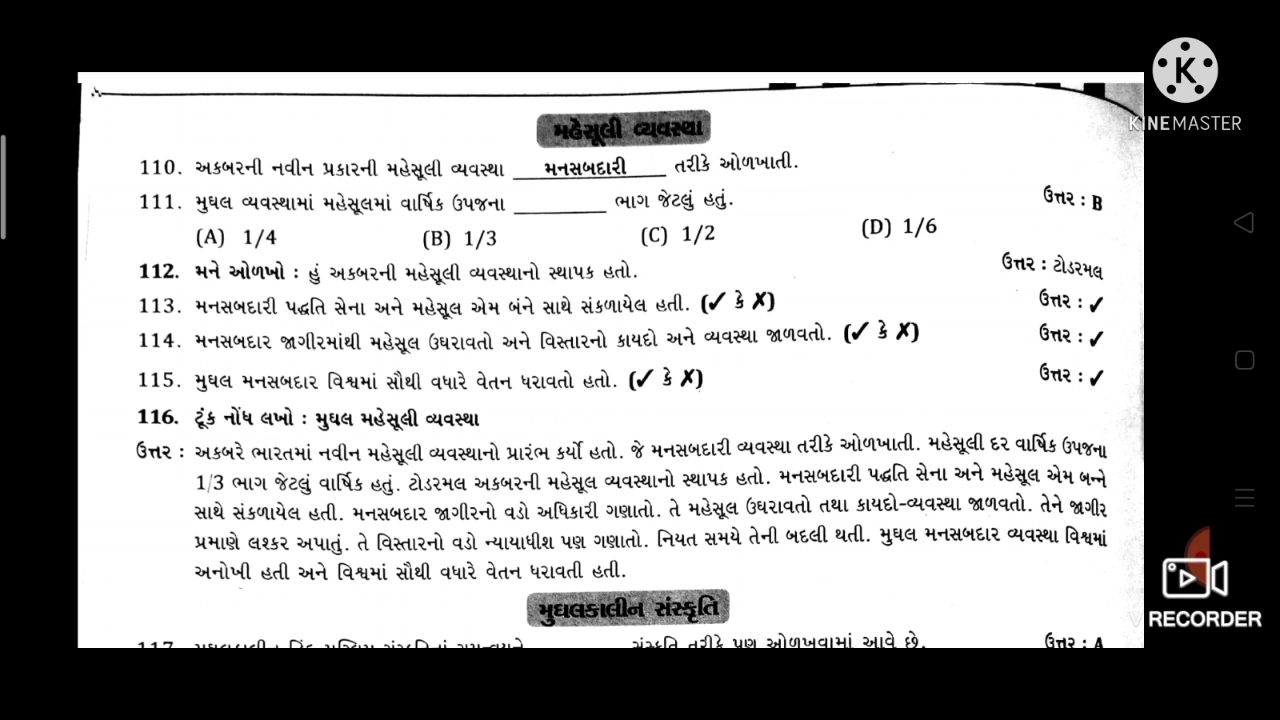 K
KINEMASTER
મહેસૂલી વ્યવસ્થા
110. અકબરની નવીન પ્રકારની મહેસૂલી વ્યવસ્થા મનસબદારી તરીકે ઓળખાતી.
111. મુઘલ વ્યવસ્થામાં મહેસૂલમાં વાર્ષિક ઉપજના ________ ભાગ જેટલું હતું. ઉત્તર : B
(A) 1/4 (B) 1/3 (C) 1/2 (D) 1/6
112. મને ઓળખો : હું અકબરની મહેસૂલી વ્યવસ્થાનો સ્થાપક હતો. ઉત્તર : ટોડરમલ
113. મનસબદારી પદ્ધતિ સેના અને મહેસૂલ એમ બંને સાથે સંકળાયેલ હતી. (✓ કે ✗) ઉત્તર : ✓
114. મનસબદાર જાગીરમાંથી મહેસૂલ ઉઘરાવતો અને વિસ્તારનો કાયદો અને વ્યવસ્થા જાળવતો. (✓ કે ✗) ઉત્તર : ✓
115. મુઘલ મનસબદાર વિશ્વમાં સૌથી વધારે વેતન ધરાવતો હતો. (✓ કે ✗) ઉત્તર : ✓
116. ટૂંક નોંધ લખો : મુઘલ મહેસૂલી વ્યવસ્થા
ઉત્તર : અકબરે ભારતમાં નવીન મહેસૂલી વ્યવસ્થાનો પ્રારંભ કર્યો હતો. જે મનસબદારી વ્યવસ્થા તરીકે ઓળખાતી. મહેસૂલી દર વાર્ષિક ઉપજના
1/3 ભાગ જેટલું વાર્ષિક હતું. ટોડરમલ અકબરની મહેસૂલ વ્યવસ્થાનો સ્થાપક હતો. મનસબદારી પદ્ધતિ સેના અને મહેસૂલ એમ બન્ને
સાથે સંકળાયેલ હતી. મનસબદાર જાગીરનો વડો અધિકારી ગણાતો. તે મહેસૂલ ઉઘરાવતો તથા કાયદો-વ્યવસ્થા જાળવતો. તેને જાગીર
પ્રમાણે લશ્કર અપાતું. તે વિસ્તારનો વડો ન્યાયાધીશ પણ ગણાતો. નિયત સમયે તેની બદલી થતી. મુઘલ મનસબદાર વ્યવસ્થા વિશ્વમાં
અનોખી હતી અને વિશ્વમાં સૌથી વધારે વેતન ધરાવતી હતી.
RECORDER
મુઘલકાલીન સંસ્કૃતિ
સંસ્કૃતિ તરીકે પણ ઓળખવામાં આવે છે. ઉત્તર : A